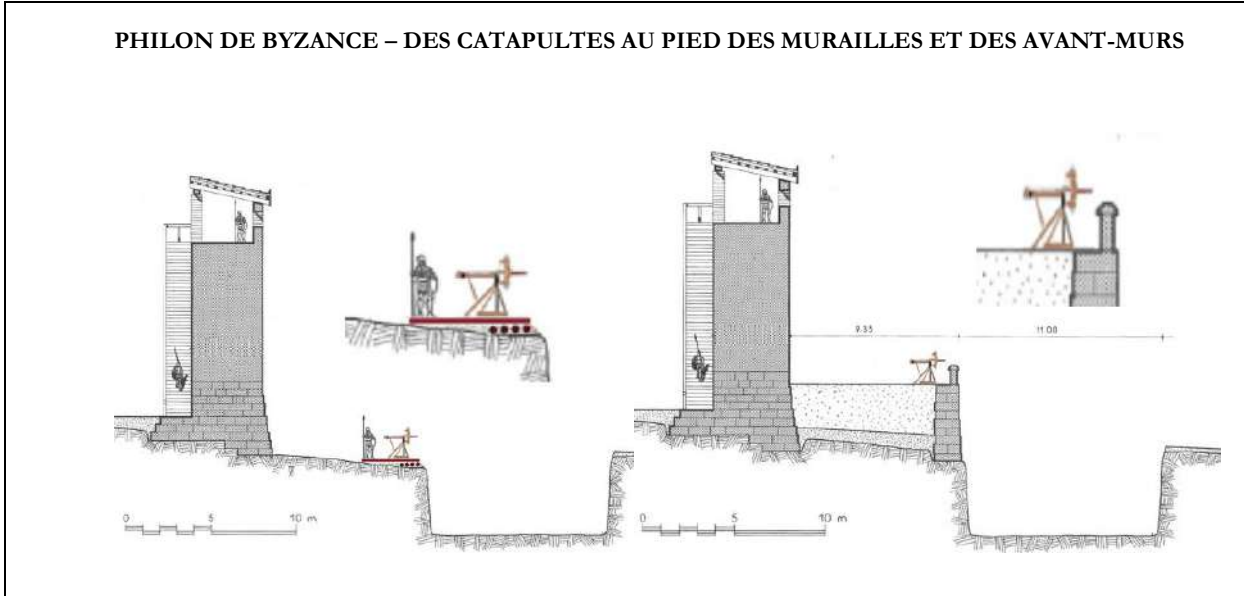 PHILON DE BYZANCE – DES CATAPULTES AU PIED DES MURAILLES ET DES AVANT-MURS
9.35 11.08
0 5 10 m
0 5 10 m